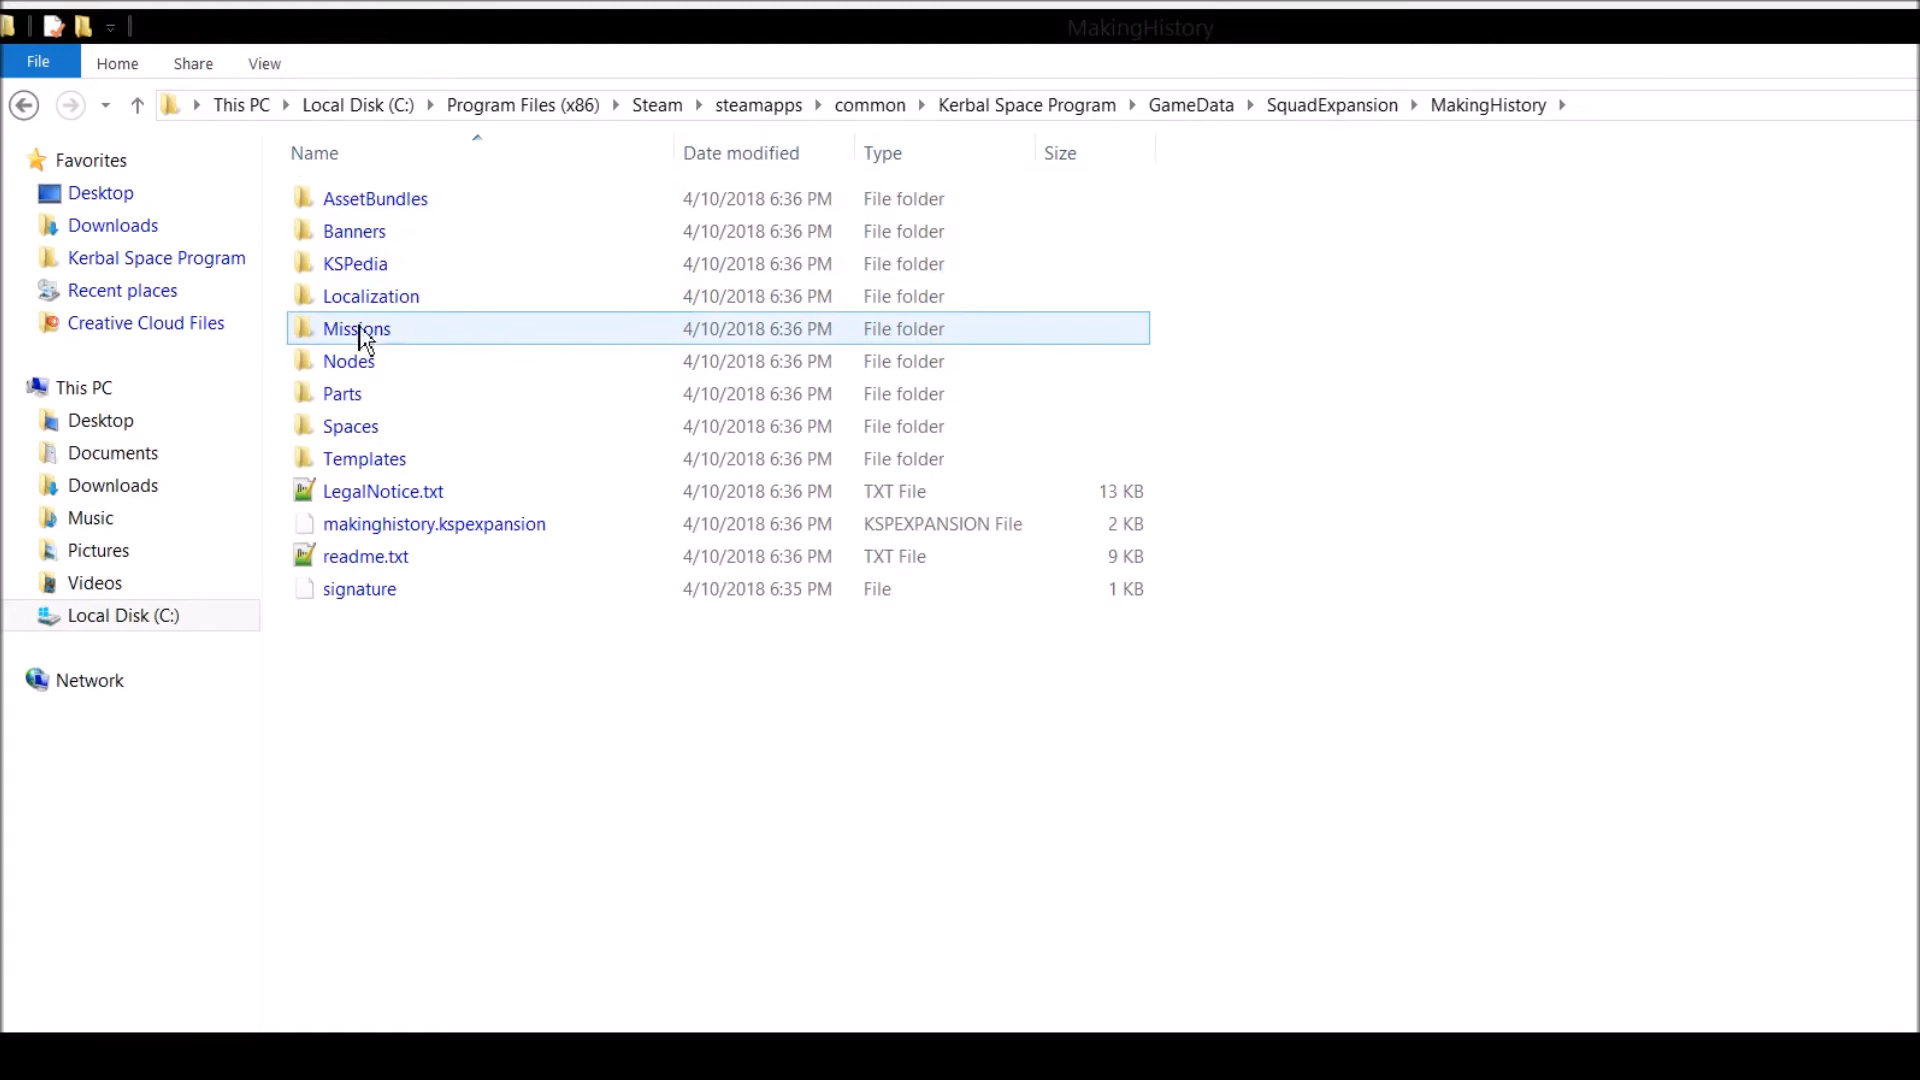 MakingHistory
File Home Share View
This PC Local Disk (C:) Program Files (x86) Steam steamapps common Kerbal Space Program GameData SquadExpansion MakingHistory
Name Date modified Type Size
Favorites
Desktop
Downloads
Kerbal Space Program
Recent places
Creative Cloud Files
This PC
Desktop
Documents
Downloads
Music
Pictures
Videos
Local Disk (C:)
Network
AssetBundles 4/10/2018 6:36 PM File folder
Banners 4/10/2018 6:36 PM File folder
KSPedia 4/10/2018 6:36 PM File folder
Localization 4/10/2018 6:36 PM File folder
Missions 4/10/2018 6:36 PM File folder
Nodes 4/10/2018 6:36 PM File folder
Parts 4/10/2018 6:36 PM File folder
Spaces 4/10/2018 6:36 PM File folder
Templates 4/10/2018 6:36 PM File folder
LegalNotice.txt 4/10/2018 6:36 PM TXT File 13 KB
makinghistory.kspexpansion 4/10/2018 6:36 PM KSPEXPANSION File 2 KB
readme.txt 4/10/2018 6:36 PM TXT File 9 KB
signature 4/10/2018 6:35 PM File 1 KB